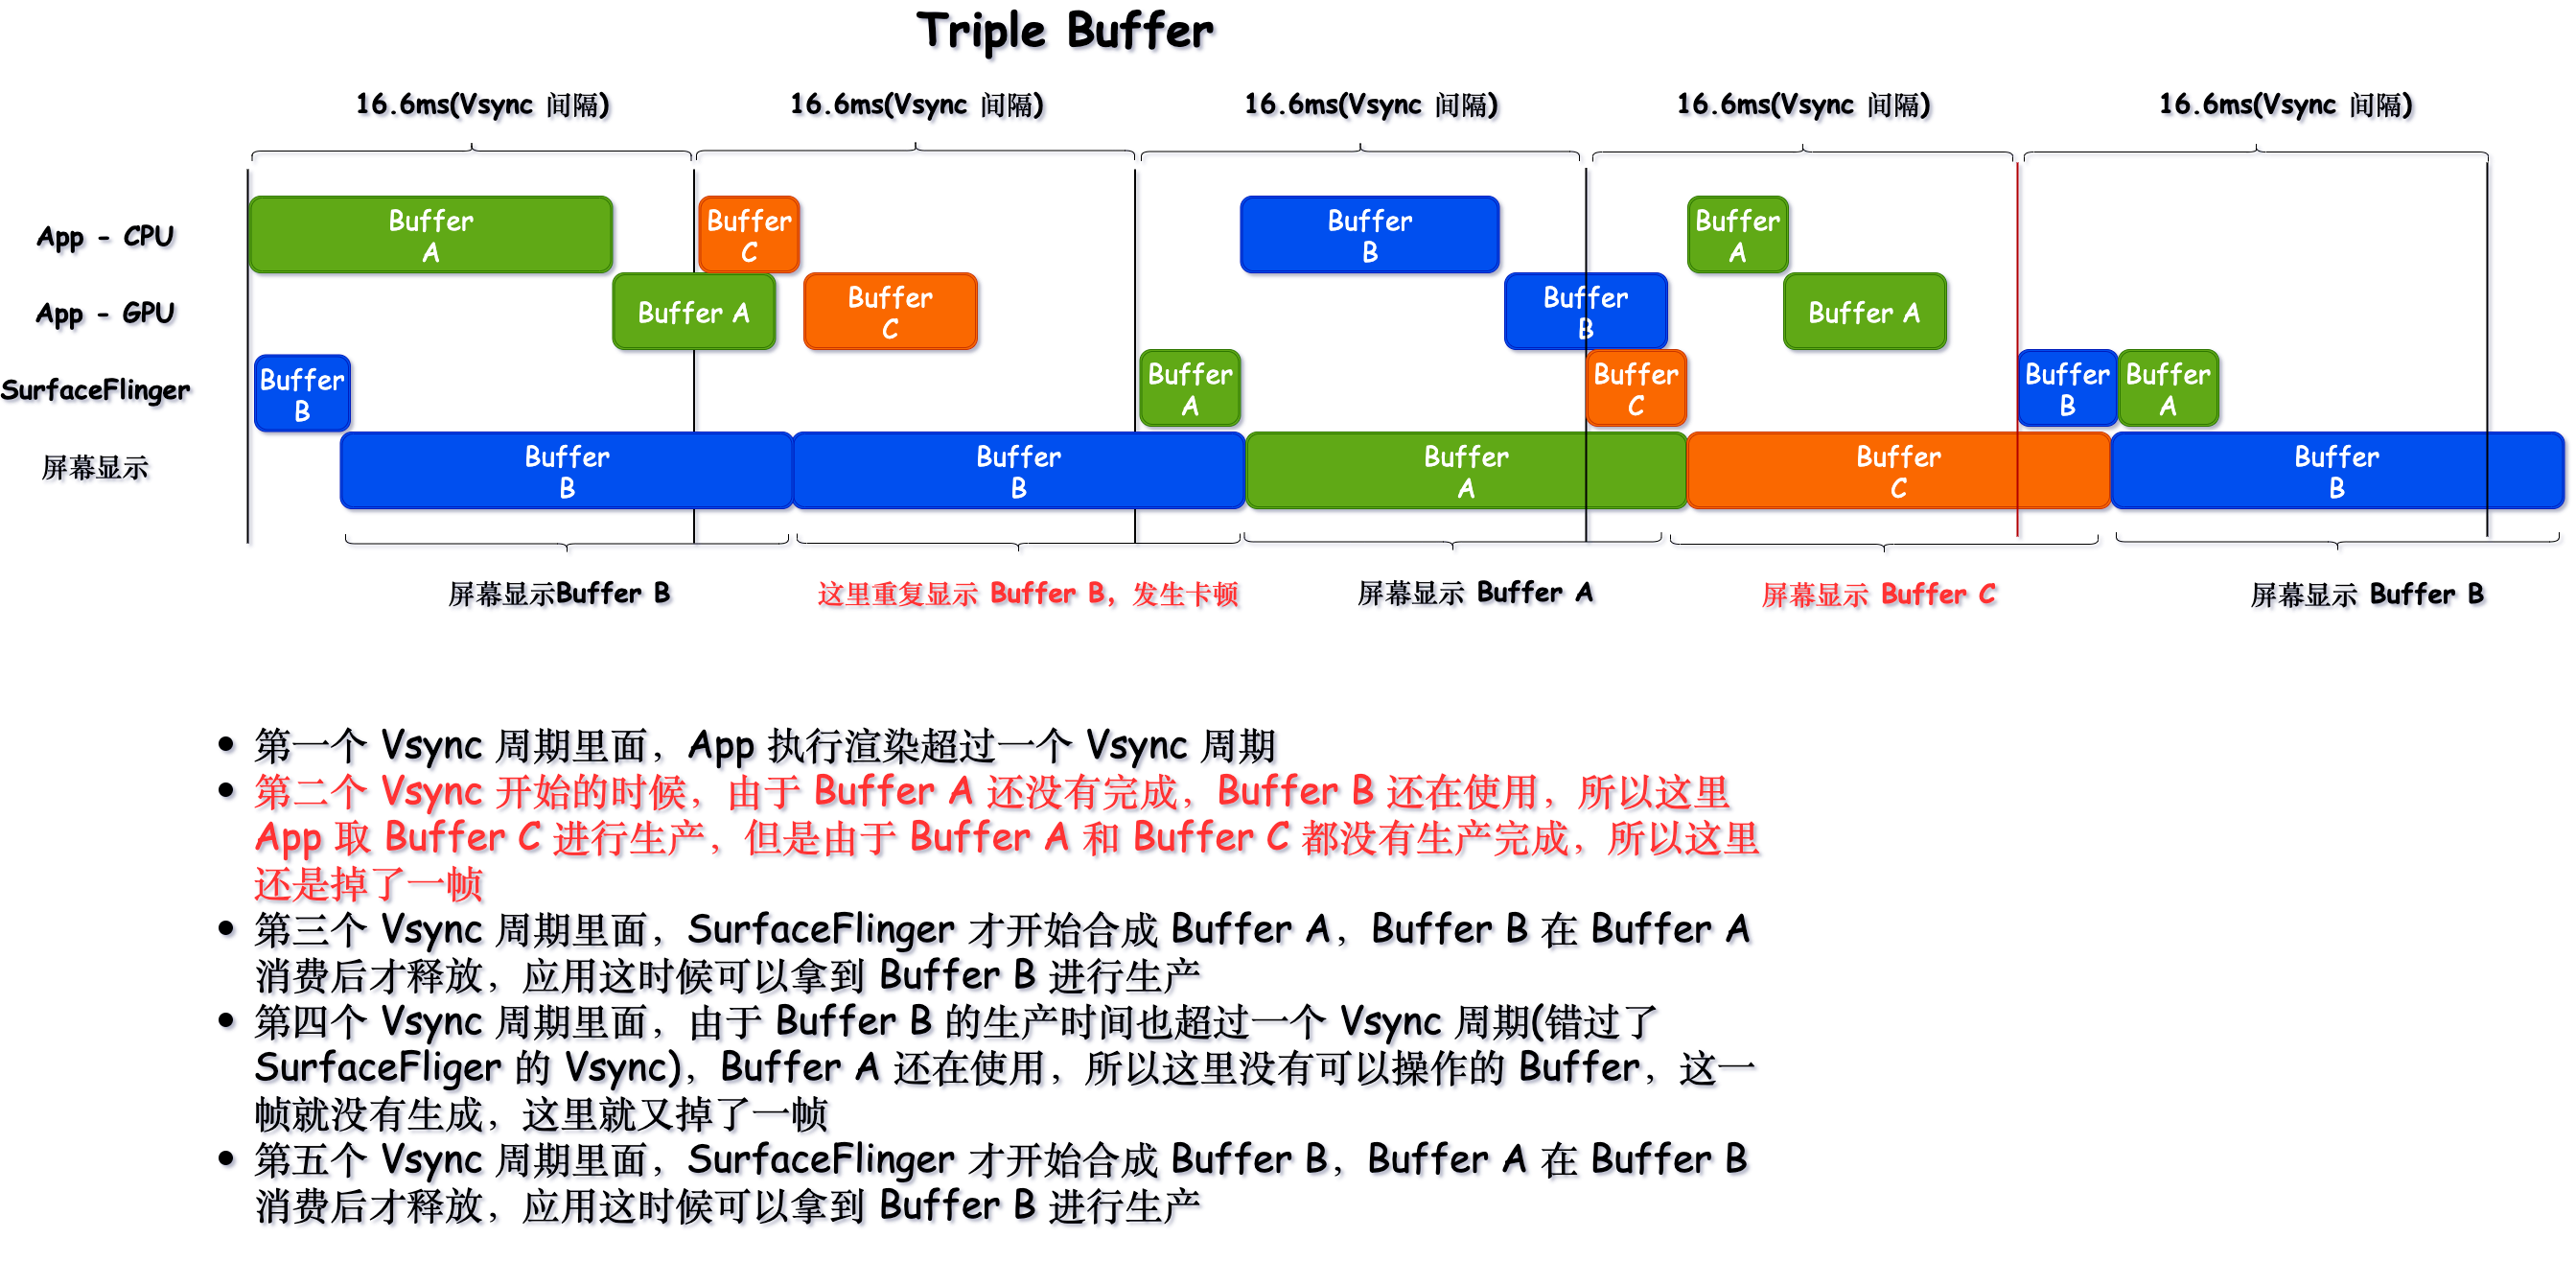 Triple Buffer
16.6ms(Vsync 间隔)
16.6ms(Vsync 间隔)
16.6ms(Vsync 间隔)
16.6ms(Vsync 间隔)
16.6ms(Vsync 间隔)
App - CPU
Buffer
A
Buffer
C
Buffer
B
Buffer
A
App - GPU
Buffer A
Buffer
C
Buffer
B
Buffer A
SurfaceFlinger
Buffer
B
Buffer
A
Buffer
C
Buffer
B
Buffer
A
屏幕显示
Buffer
B
Buffer
B
Buffer
A
Buffer
C
Buffer
B
屏幕显示Buffer B
这里重复显示 Buffer B，发生卡顿
屏幕显示 Buffer A
屏幕显示 Buffer C
屏幕显示 Buffer B
• 第一个 Vsync 周期里面，App 执行渲染超过一个 Vsync 周期
• 第二个 Vsync 开始的时候，由于 Buffer A 还没有完成，Buffer B 还在使用，所以这里
App 取 Buffer C 进行生产，但是由于 Buffer A 和 Buffer C 都没有生产完成，所以这里
还是掉了一帧
• 第三个 Vsync 周期里面，SurfaceFlinger 才开始合成 Buffer A，Buffer B 在 Buffer A
消费后才释放，应用这时候可以拿到 Buffer B 进行生产
• 第四个 Vsync 周期里面，由于 Buffer B 的生产时间也超过一个 Vsync 周期(错过了
SurfaceFliger 的 Vsync)，Buffer A 还在使用，所以这里没有可以操作的 Buffer，这一
帧就没有生成，这里就又掉了一帧
• 第五个 Vsync 周期里面，SurfaceFlinger 才开始合成 Buffer B，Buffer A 在 Buffer B
消费后才释放，应用这时候可以拿到 Buffer B 进行生产